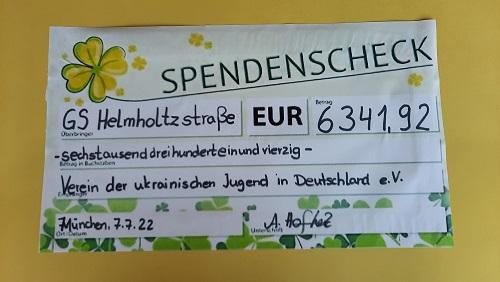 SPENDENSCHECK
GS Helmholtzstraße EUR Betrag 6341,92
Überbringer
-sechstausenddreihunderteinundvierzig-
Betrag in Buchstaben
Verein der ukrainischen Jugend in Deutschland e.V.
Empfänger
München, 7.7.22
Ort/Datum Unterschrift